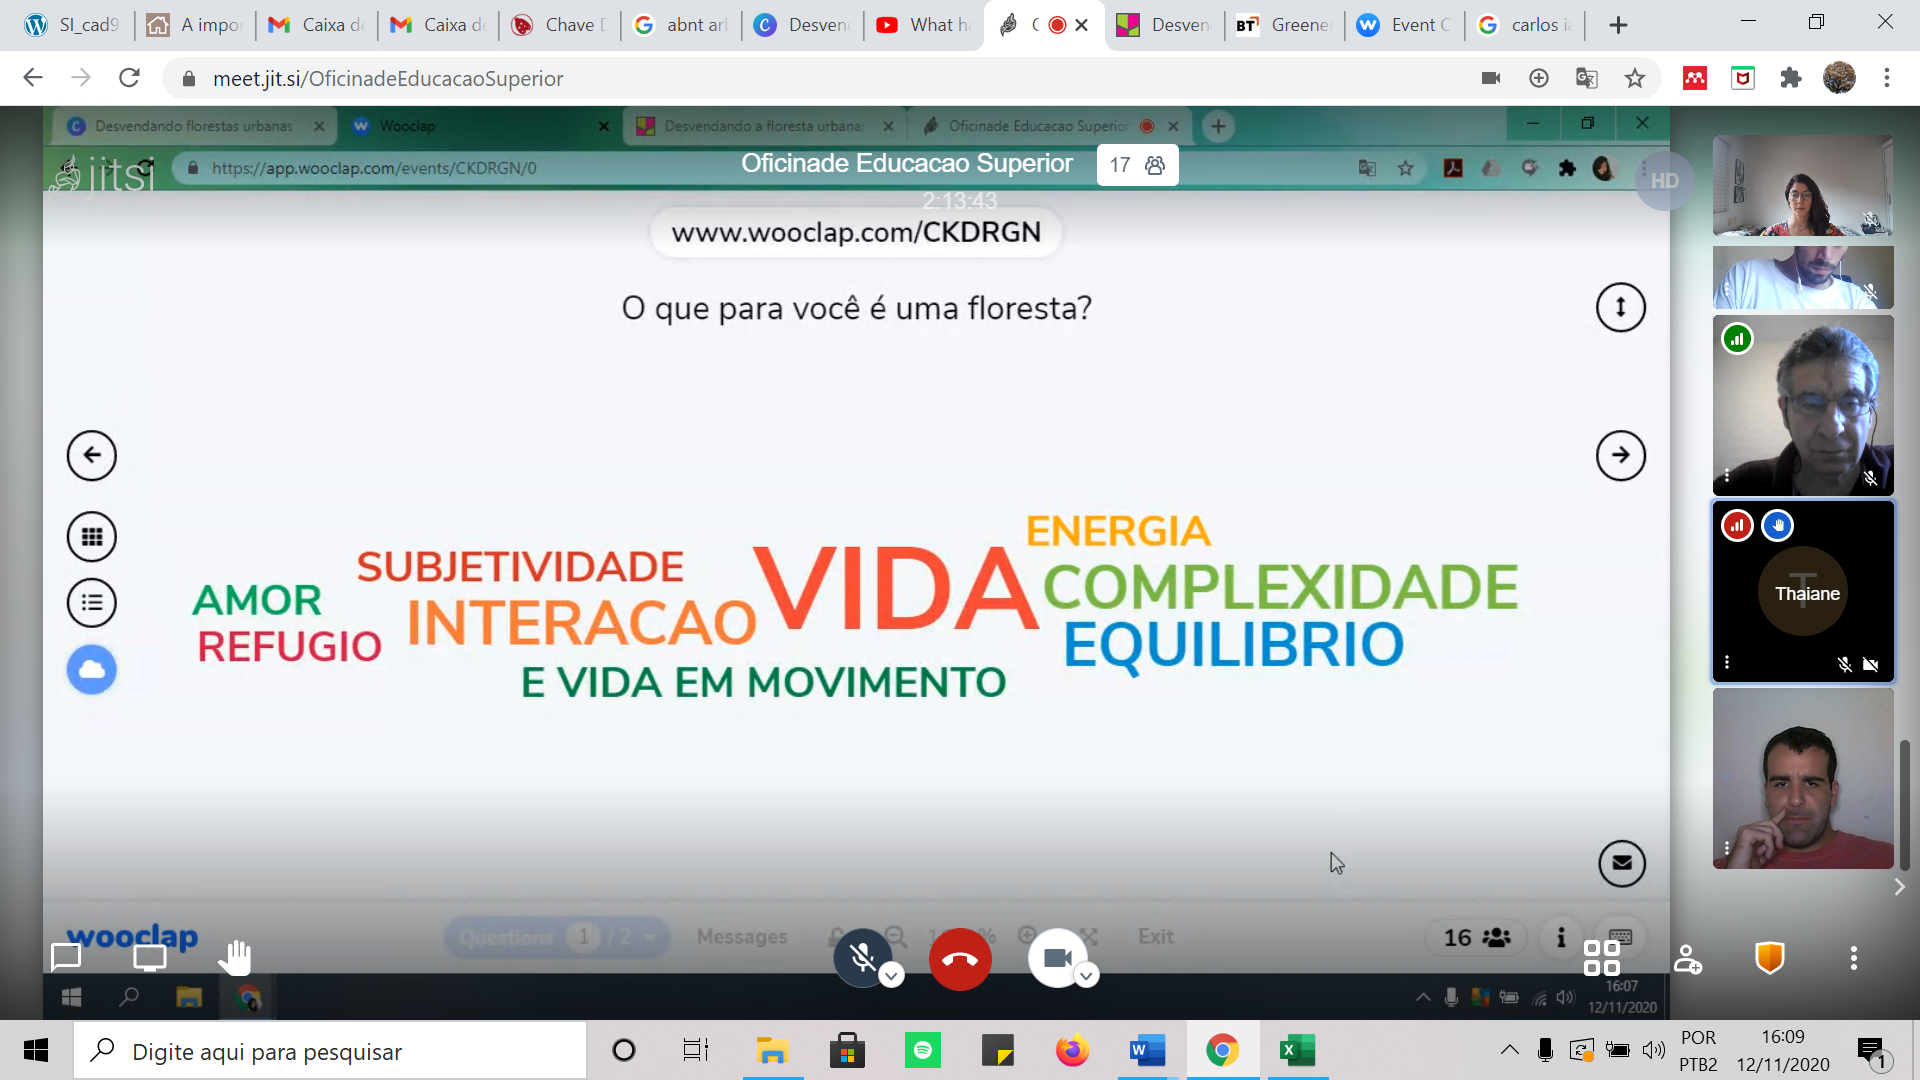 SI_cad9
A impo
Caixa d
Caixa d
Chave D
abnt ar
Desven
What ha
Desven
Greene
Event C
carlos i
meet.jit.si/OficinadeEducacaoSuperior
Desvendando florestas urbanas
Wooclap
Desvendando a floresta urbana:
Oficinade Educacao Superior
jitsi
https://app.wooclap.com/events/CKDRGN/0
Oficinade Educacao Superior
17
HD
2:13:43
www.wooclap.com/CKDRGN
O que para você é uma floresta?
ENERGIA
SUBJETIVIDADE
VIDA
COMPLEXIDADE
AMOR
INTERACAO
EQUILIBRIO
REFUGIO
E VIDA EM MOVIMENTO
T
Thaiane
wooclap
Questions 1 / 2
Messages
%
Exit
16
16:07
12/11/2020
Digite aqui para pesquisar
POR
PTB2
16:09
12/11/2020
1